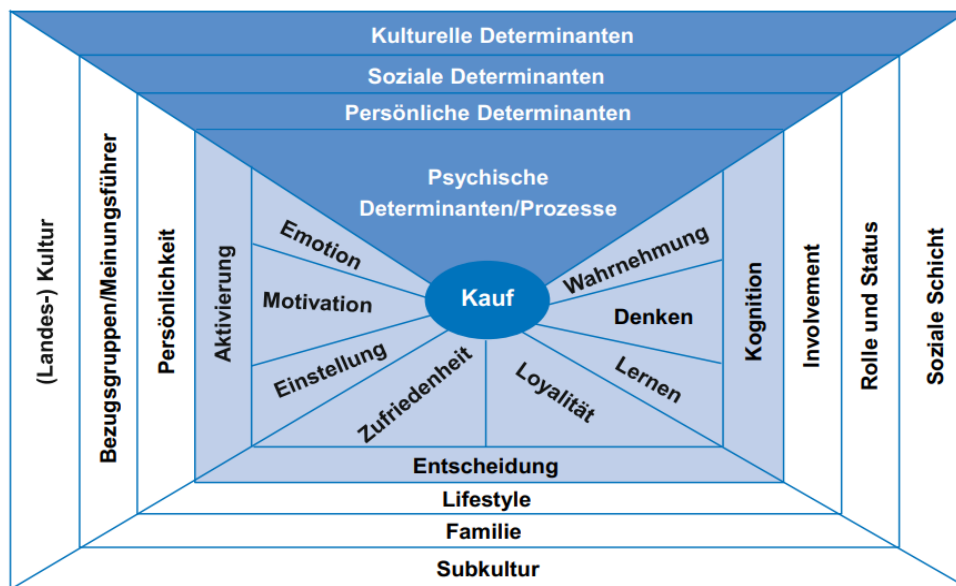 Kulturelle Determinanten
Soziale Determinanten
Persönliche Determinanten
Psychische
Determinanten/Prozesse
(Landes-) Kultur
Bezugsgruppen/Meinungsführer
Persönlichkeit
Aktivierung
Emotion
Motivation
Einstellung
Zufriedenheit
Kauf
Loyalität
Wahrnehmung
Denken
Lernen
Kognition
Involvement
Rolle und Status
Soziale Schicht
Entscheidung
Lifestyle
Familie
Subkultur